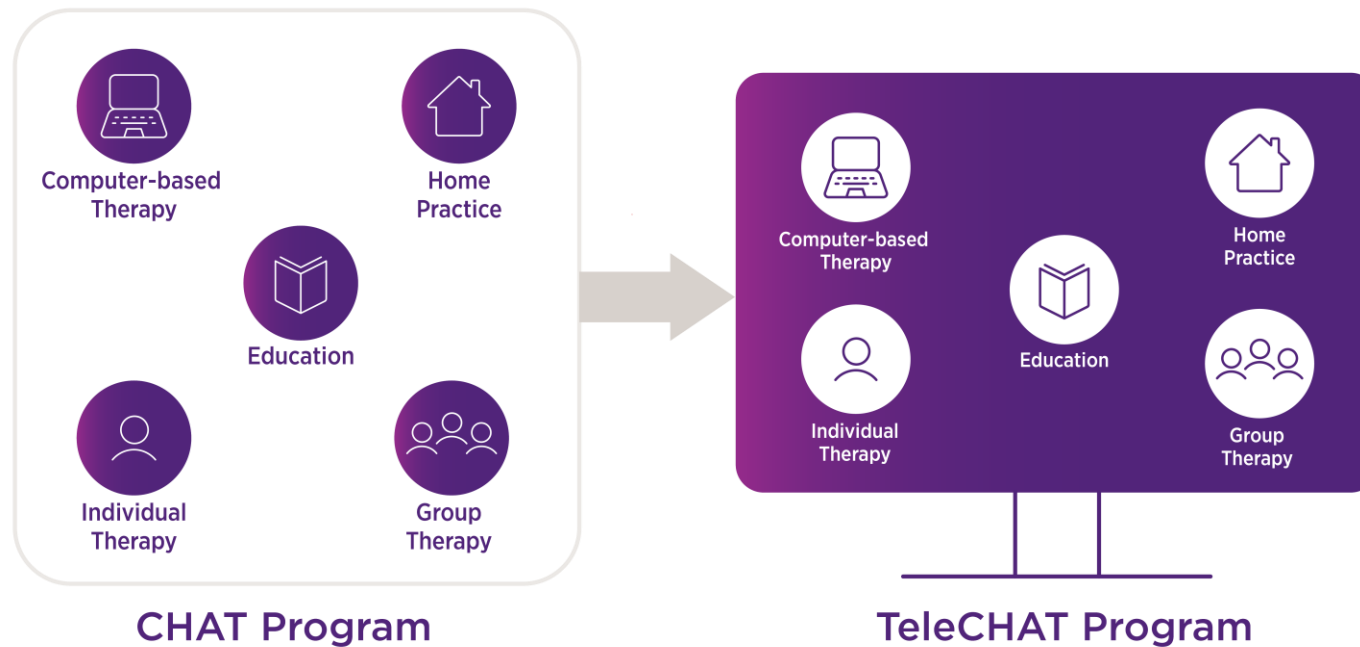 Computer-based
Therapy
Home
Practice
Education
Individual
Therapy
Group
Therapy
CHAT Program
Computer-based
Therapy
Home
Practice
Education
Individual
Therapy
Group
Therapy
TeleCHAT Program